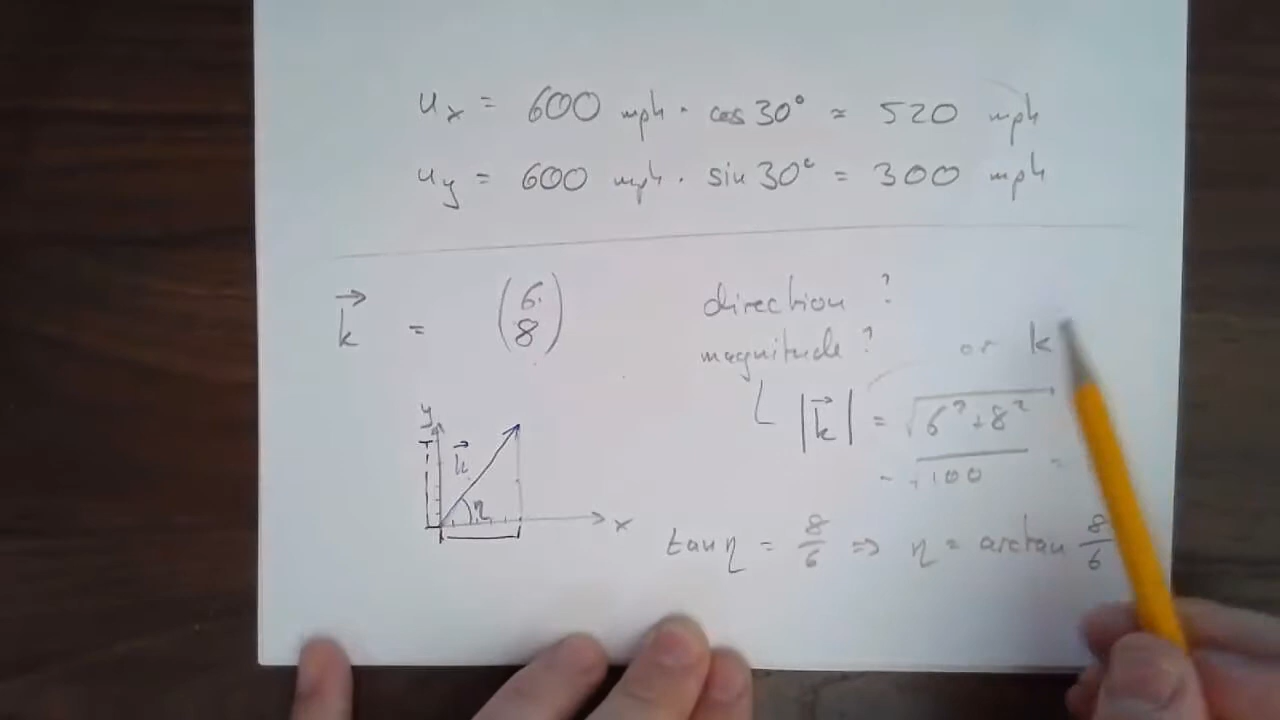 uₓ = 600 mph · cos 30° ≈ 520 mph
u_y = 600 mph · sin 30° = 300 mph
k⃗ = (6 8)
direction ?
magnitude ? or k
|k⃗| = √6² + 8²
= √100 =
y
k⃗
η
x
tan η = 8/6 ⇒ η = arctan 8/6